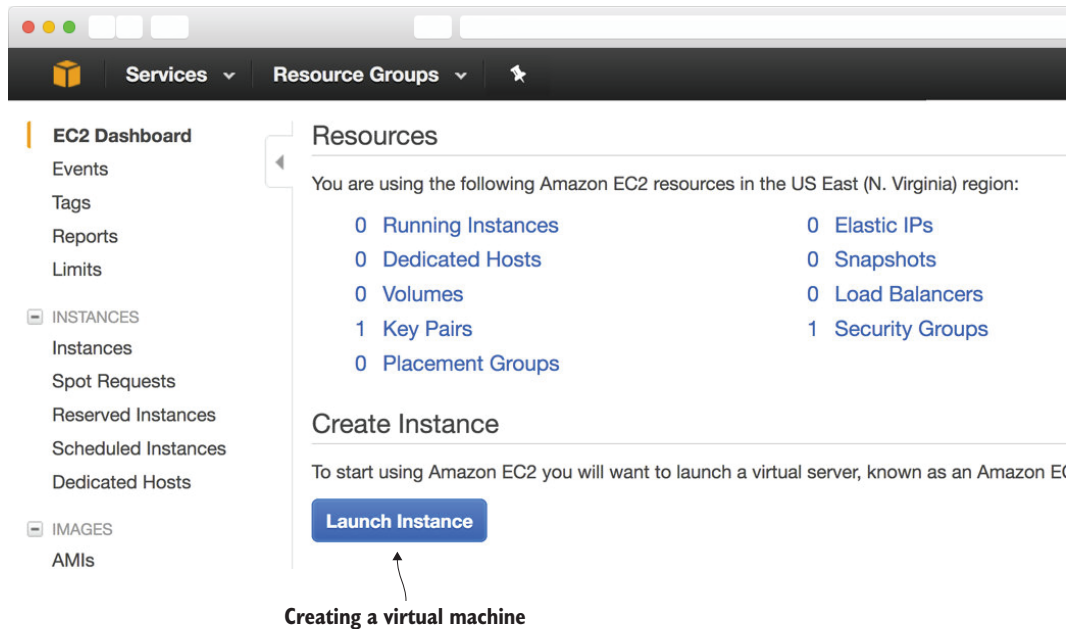 Services
Resource Groups
EC2 Dashboard
Events
Tags
Reports
Limits
INSTANCES
Instances
Spot Requests
Reserved Instances
Scheduled Instances
Dedicated Hosts
IMAGES
AMIs
Resources
You are using the following Amazon EC2 resources in the US East (N. Virginia) region:
0 Running Instances
0 Elastic IPs
0 Dedicated Hosts
0 Snapshots
0 Volumes
0 Load Balancers
1 Key Pairs
1 Security Groups
0 Placement Groups
Create Instance
To start using Amazon EC2 you will want to launch a virtual server, known as an Amazon EC
Launch Instance
Creating a virtual machine